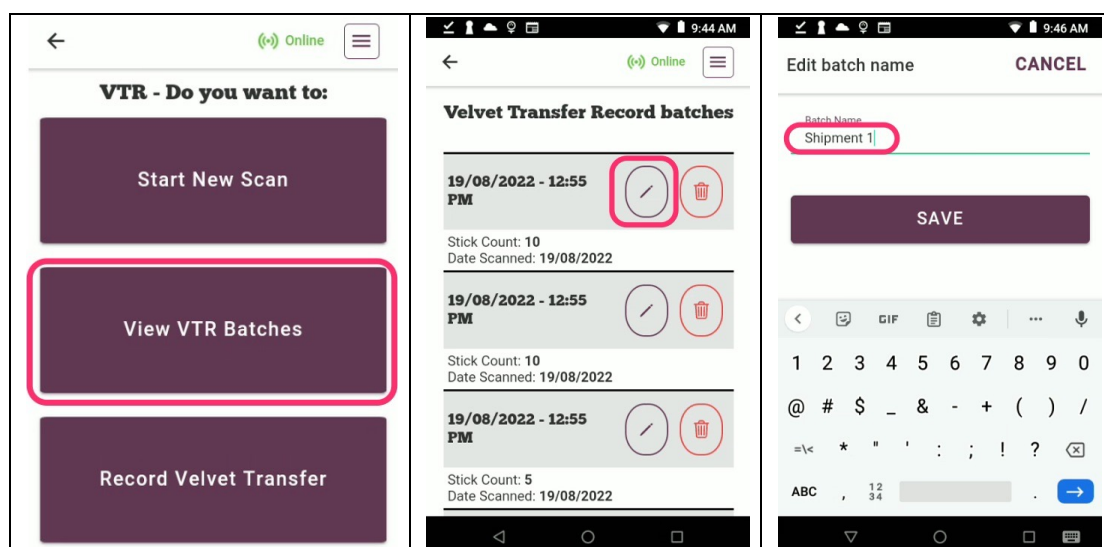 Online
VTR - Do you want to:
Start New Scan
View VTR Batches
Record Velvet Transfer
9:44 AM
Online
Velvet Transfer Record batches
19/08/2022 - 12:55
PM
Stick Count: 10
Date Scanned: 19/08/2022
19/08/2022 - 12:55
PM
Stick Count: 10
Date Scanned: 19/08/2022
19/08/2022 - 12:55
PM
Stick Count: 5
Date Scanned: 19/08/2022
9:46 AM
Edit batch name CANCEL
Batch Name
Shipment 1
SAVE
GIF
1 2 3 4 5 6 7 8 9 0
@ # $ _ & - + ( ) /
=\< * " ' : ; ! ?
ABC , 12 .
34